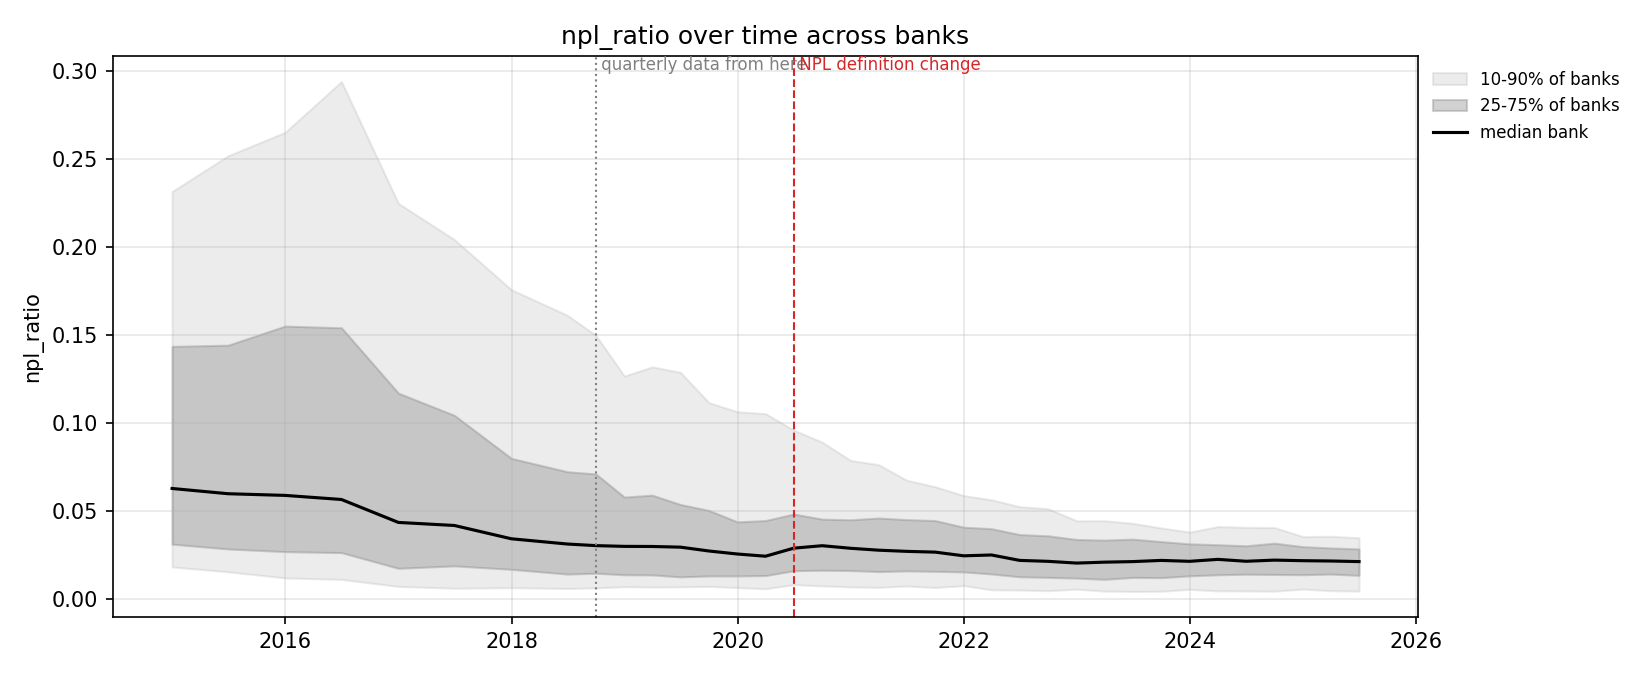 npl_ratio over time across banks
quarterly data from here
NPL definition change
10-90% of banks
25-75% of banks
median bank
npl_ratio
0.30
0.25
0.20
0.15
0.10
0.05
0.00
2016
2018
2020
2022
2024
2026